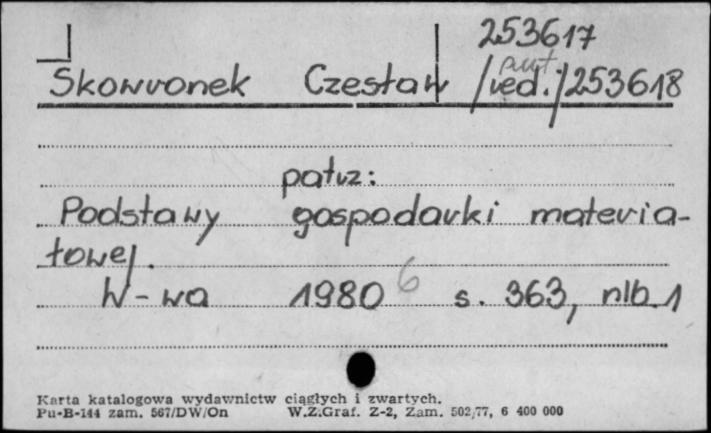 253617
Skowronek Czesław /red./ 253618
aut
patrz:
Podstawy gospodarki materia-
łowej.
W-wa 1980 6 s. 363, nlb. 1
Karta katalogowa wydawnictw ciągłych i zwartych.
Pu-B-144 zam. 567/DW/On W.Z.Graf. Z-2, Zam. 502/77, 6 400 000